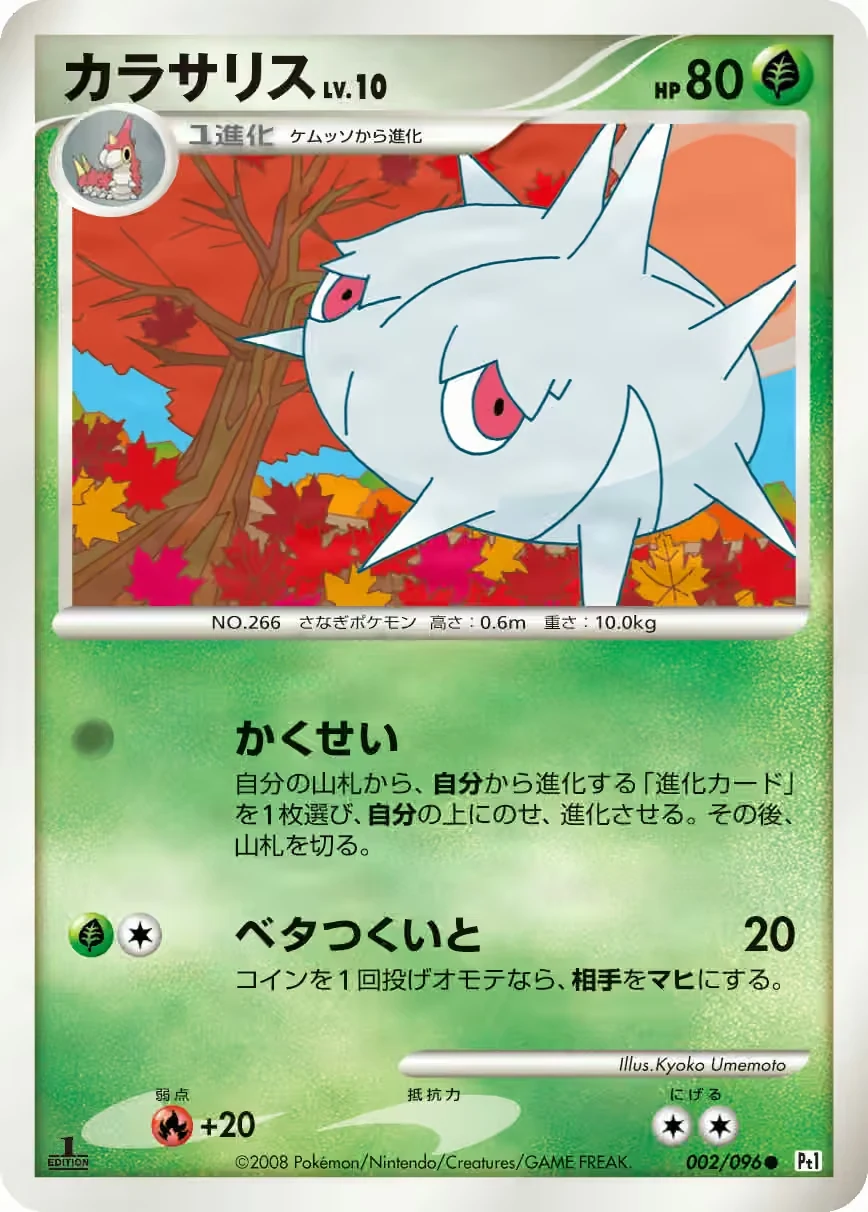 カラサリス LV.10 HP 80
1進化 ケムッソから進化
NO.266 さなぎポケモン 高さ：0.6m 重さ：10.0kg
かくせい
自分の山札から、自分から進化する「進化カード」
を1枚選び、自分の上にのせ、進化させる。その後、
山札を切る。
ベタつくいと 20
コインを1回投げオモテなら、相手をマヒにする。
Illus.Kyoko Umemoto
弱点 抵抗力 にげる
+20
1 EDITION ©2008 Pokémon/Nintendo/Creatures/GAME FREAK. 002/096 Pt1